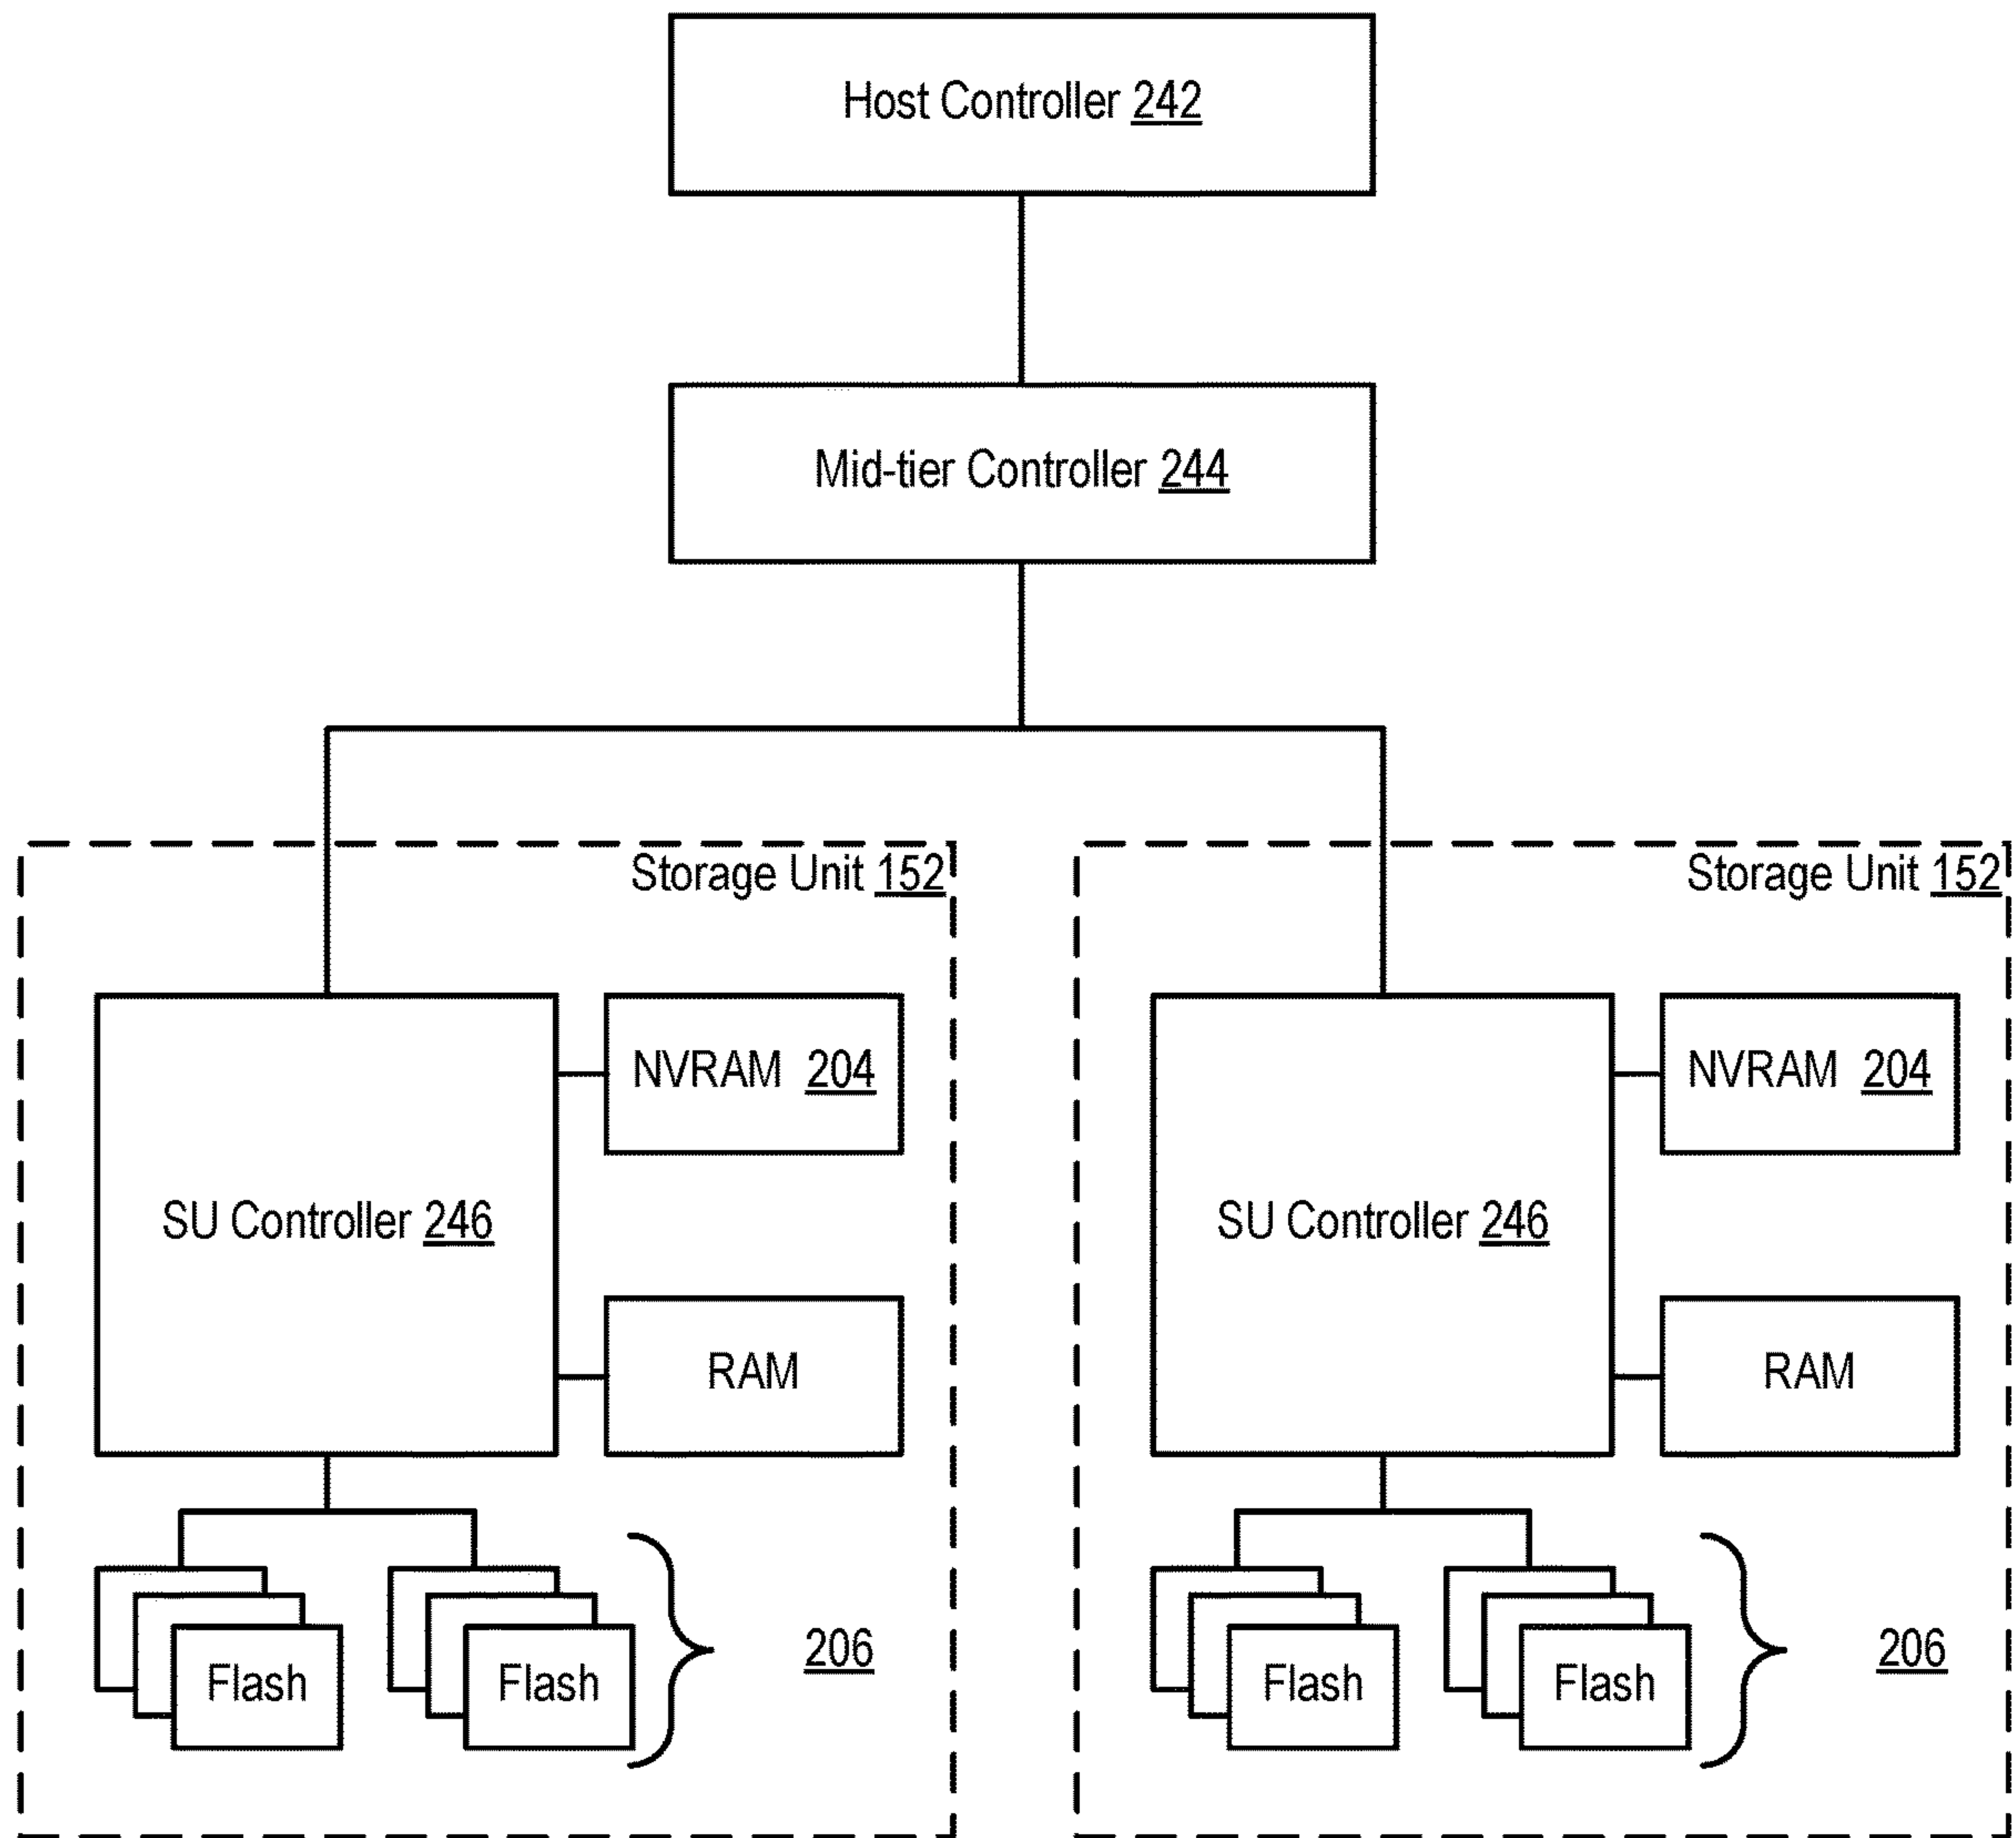 Host Controller 242
Mid-tier Controller 244
Storage Unit 152
SU Controller 246
NVRAM 204
RAM
Flash
Flash
206
Storage Unit 152
SU Controller 246
NVRAM 204
RAM
Flash
Flash
206